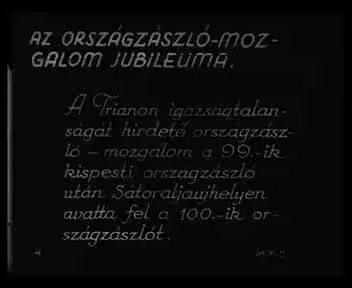 AZ ORSZÁGZÁSZLÓ-MOZ-
GALOM JUBILEUMA.
A Trianon igazságtalan-
ságát hirdető országzász-
ló – mozgalom a 99.-ik
kispesti országzászló
után Sátoraljaujhelyen
avatta fel a 100.-ik or-
szágzászlót.